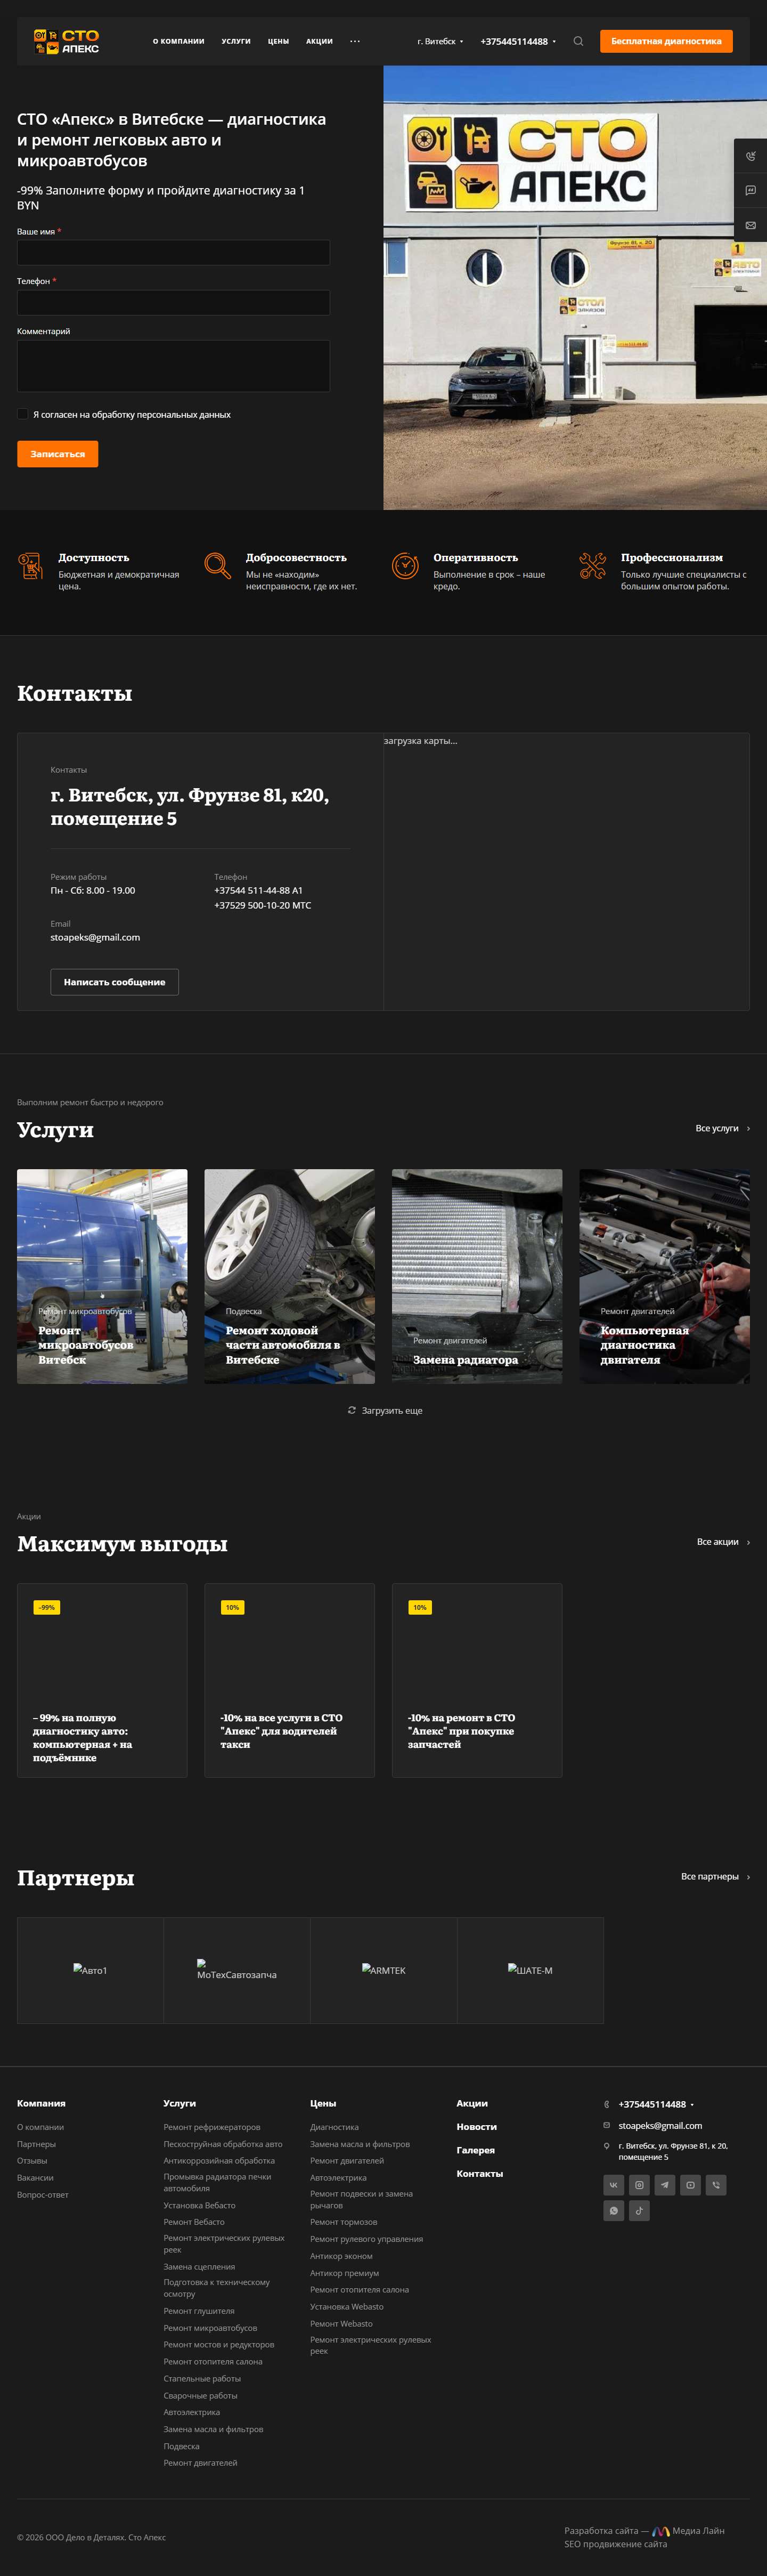 СТО
АПЕКС
О КОМПАНИИ
УСЛУГИ
ЦЕНЫ
АКЦИИ
г. Витебск
+375445114488
Бесплатная диагностика
СТО «Апекс» в Витебске — диагностика
и ремонт легковых авто и
микроавтобусов
-99% Заполните форму и пройдите диагностику за 1
BYN
Ваше имя *
Телефон *
Комментарий
Я согласен на обработку персональных данных
Записаться
СТО
АПЕКС
Фрунзе 81, к 20
1
АВТО
СТОЛ
ЗАКАЗОВ
Доступность
Бюджетная и демократичная
цена.
Добросовестность
Мы не «находим»
неисправности, где их нет.
Оперативность
Выполнение в срок – наше
кредо.
Профессионализм
Только лучшие специалисты с
большим опытом работы.
Контакты
Контакты
г. Витебск, ул. Фрунзе 81, к20,
помещение 5
Режим работы
Пн - Сб: 8.00 - 19.00
Телефон
+37544 511-44-88 А1
+37529 500-10-20 МТС
Email
stoapeks@gmail.com
Написать сообщение
загрузка карты...
Выполним ремонт быстро и недорого
Услуги
Все услуги
Ремонт микроавтобусов
Ремонт
микроавтобусов
Витебск
Подвеска
Ремонт ходовой
части автомобиля в
Витебске
Ремонт двигателей
Замена радиатора
Ремонт двигателей
Компьютерная
диагностика
двигателя
Загрузить еще
Акции
Максимум выгоды
Все акции
-99%
– 99% на полную
диагностику авто:
компьютерная + на
подъёмнике
10%
-10% на все услуги в СТО
"Апекс" для водителей
такси
10%
-10% на ремонт в СТО
"Апекс" при покупке
запчастей
Партнеры
Все партнеры
Авто1
МоТехСавтозапча
ARMTEK
ШАТЕ-М
Компания
О компании
Партнеры
Отзывы
Вакансии
Вопрос-ответ
Услуги
Ремонт рефрижераторов
Пескоструйная обработка авто
Антикоррозийная обработка
Промывка радиатора печки
автомобиля
Установка Вебасто
Ремонт Вебасто
Ремонт электрических рулевых
реек
Замена сцепления
Подготовка к техническому
осмотру
Ремонт глушителя
Ремонт микроавтобусов
Ремонт мостов и редукторов
Ремонт отопителя салона
Стапельные работы
Сварочные работы
Автоэлектрика
Замена масла и фильтров
Подвеска
Ремонт двигателей
Цены
Диагностика
Замена масла и фильтров
Ремонт двигателей
Автоэлектрика
Ремонт подвески и замена
рычагов
Ремонт тормозов
Ремонт рулевого управления
Антикор эконом
Антикор премиум
Ремонт отопителя салона
Установка Webasto
Ремонт Webasto
Ремонт электрических рулевых
реек
Акции
Новости
Галерея
Контакты
+375445114488
stoapeks@gmail.com
г. Витебск, ул. Фрунзе 81, к 20,
помещение 5
© 2026 ООО Дело в Деталях. Сто Апекс
Разработка сайта — Медиа Лайн
SEO продвижение сайта